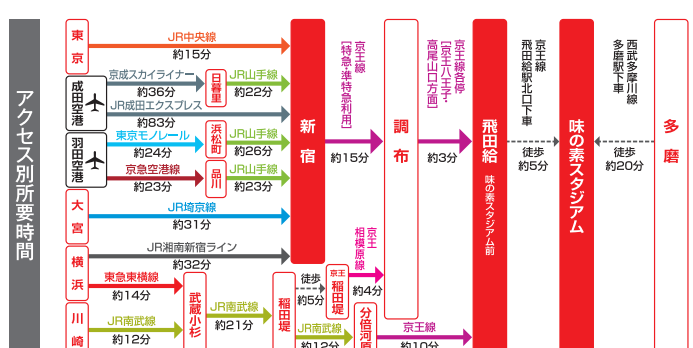 アクセス別所要時間
東京
JR中央線
約15分
成田空港
京成スカイライナー
約36分
日暮里
JR山手線
約22分
JR成田エクスプレス
約83分
羽田空港
東京モノレール
約24分
浜松町
JR山手線
約26分
京急空港線
約23分
品川
JR山手線
約23分
大宮
JR埼京線
約31分
横浜
JR湘南新宿ライン
約32分
東急東横線
約14分
川崎
JR南武線
約12分
武蔵小杉
JR南武線
約21分
稲田堤
徒歩
約5分
京王稲田堤
京王相模原線
約4分
JR南武線
約12分
分倍河原
京王線
約10分
新宿
京王線
[特急・準特急利用]
約15分
調布
京王線各停
[京王八王子・
高尾山口方面]
約3分
飛田給
味の素スタジアム前
京王線
飛田給駅北口下車
徒歩
約5分
味の素スタジアム
西武多摩川線
多磨駅下車
徒歩
約20分
多磨